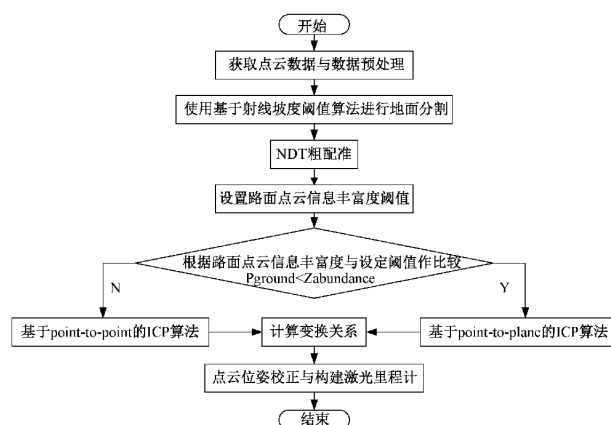 开始
获取点云数据与数据预处理
使用基于射线坡度阈值算法进行地面分割
NDT粗配准
设置路面点云信息丰富度阈值
根据路面点云信息丰富度与设定阈值作比较
Pground<Zabundance
N
Y
基于point-to-point的ICP算法
计算变换关系
基于point-to-plane的ICP算法
点云位姿校正与构建激光里程计
结束